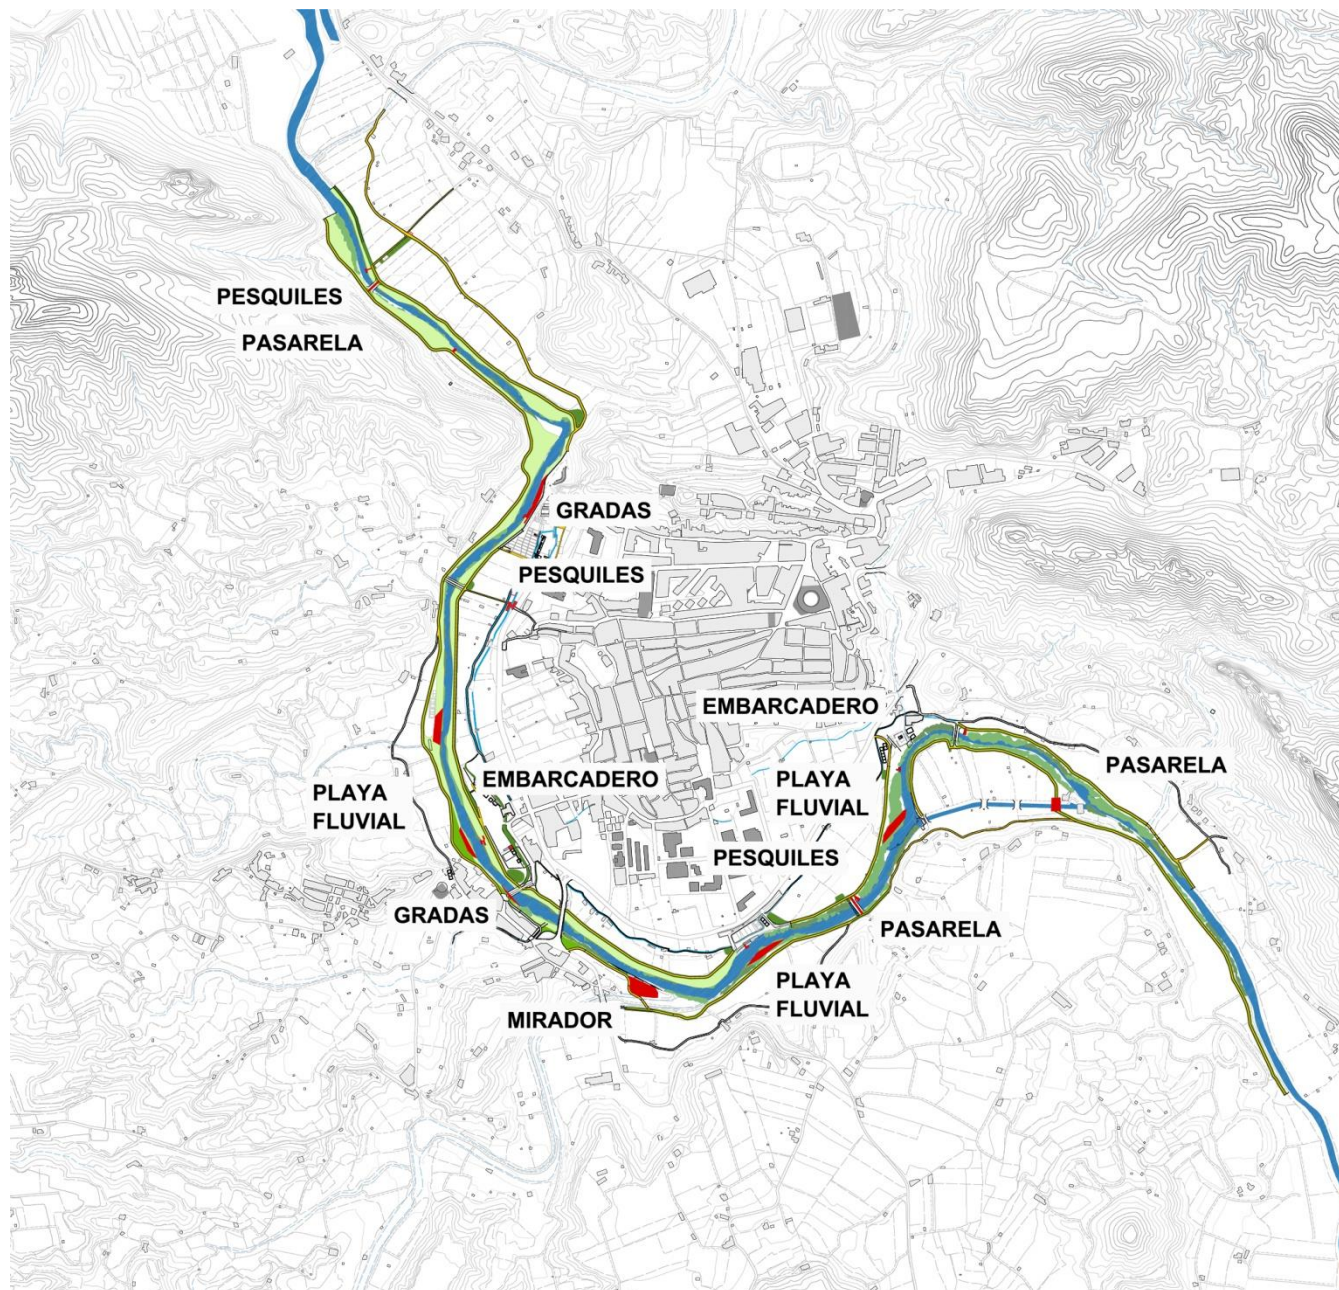 PESQUILES
PASARELA
GRADAS
PESQUILES
EMBARCADERO
PASARELA
EMBARCADERO
PLAYA
FLUVIAL
PLAYA
FLUVIAL
PESQUILES
GRADAS
PASARELA
PLAYA
FLUVIAL
MIRADOR